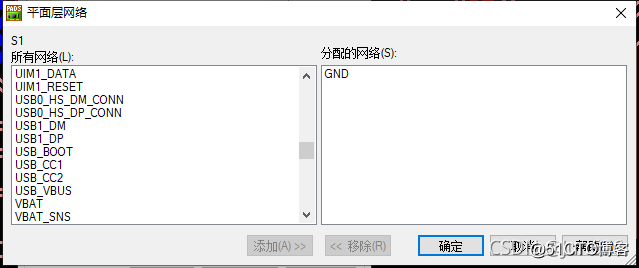 PADS 平面层网络
S1
所有网络(L):
分配的网络(S):
UIM1_DATA
UIM1_RESET
USB0_HS_DM_CONN
USB0_HS_DP_CONN
USB1_DM
USB1_DP
USB_BOOT
USB_CC1
USB_CC2
USB_VBUS
VBAT
VBAT_SNS
GND
添加(A) >>
<< 移除(R)
确定
取消
帮助(H)
CSDN @51CTO博客